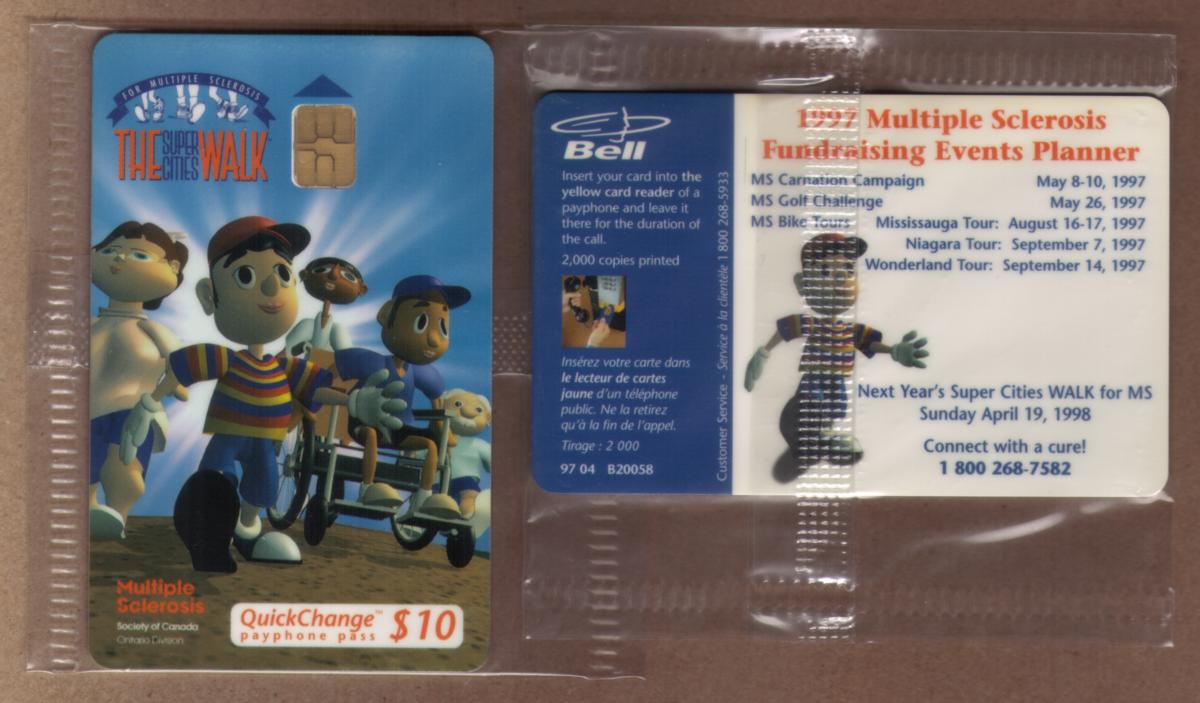 FOR MULTIPLE SCLEROSIS
THE SUPER CITIES WALK
Multiple
Sclerosis
Society of Canada
Ontario Division
QuickChange™
payphone pass
$10
Bell
Insert your card into the
yellow card reader of a
payphone and leave it
there for the duration of
the call.
2,000 copies printed
Insérez votre carte dans
le lecteur de cartes
jaune d'un téléphone
public. Ne la retirez
qu'à la fin de l'appel.
Tirage : 2 000
97 04 B20058
Customer Service - Service à la clientèle 1 800 268-5933
1997 Multiple Sclerosis
Fundraising Events Planner
MS Carnation Campaign May 8-10, 1997
MS Golf Challenge May 26, 1997
MS Bike Tours Mississauga Tour: August 16-17, 1997
Niagara Tour: September 7, 1997
Wonderland Tour: September 14, 1997
Next Year's Super Cities WALK for MS
Sunday April 19, 1998
Connect with a cure!
1 800 268-7582